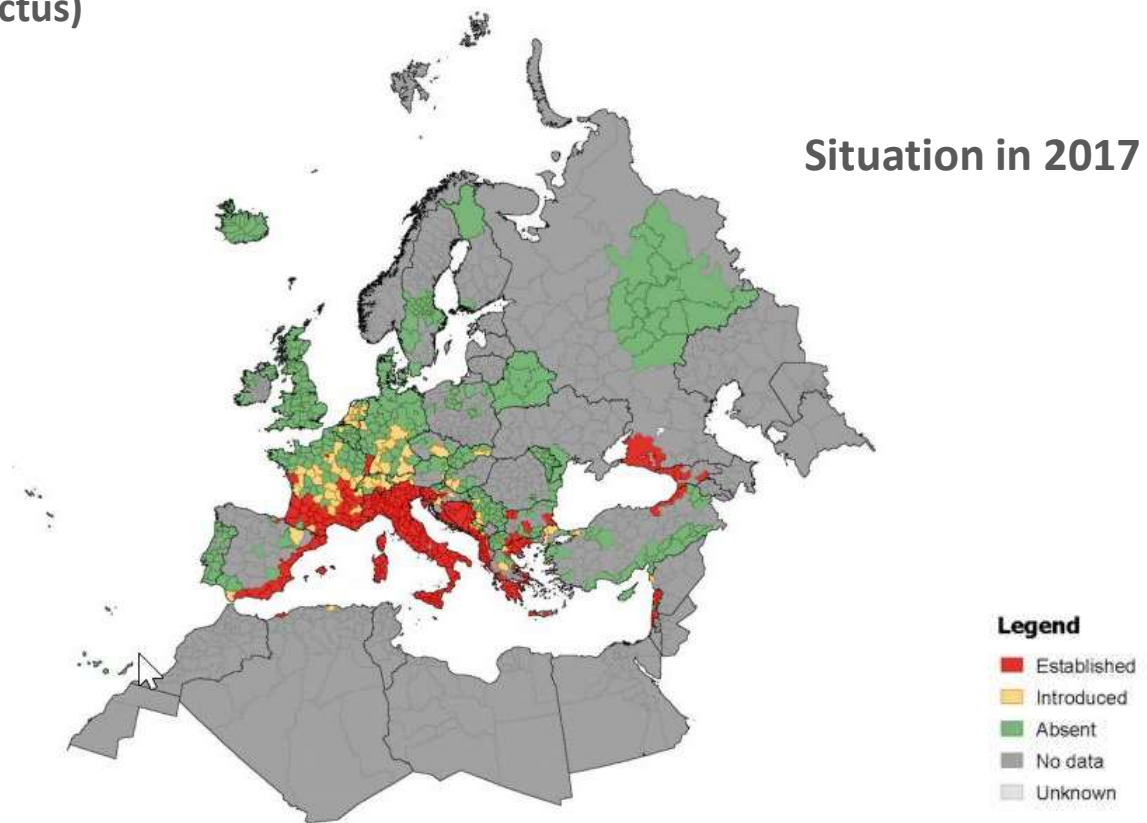 ctus)
Situation in 2017
Legend
Established
Introduced
Absent
No data
Unknown